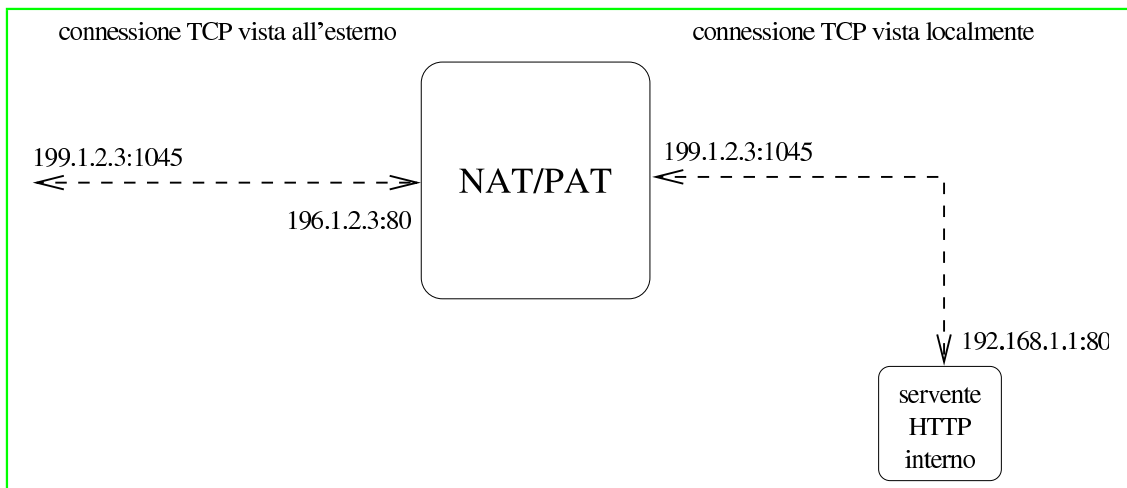 connessione TCP vista all'esterno
connessione TCP vista localmente
199.1.2.3:1045
196.1.2.3:80
NAT/PAT
199.1.2.3:1045
192.168.1.1:80
servente
HTTP
interno